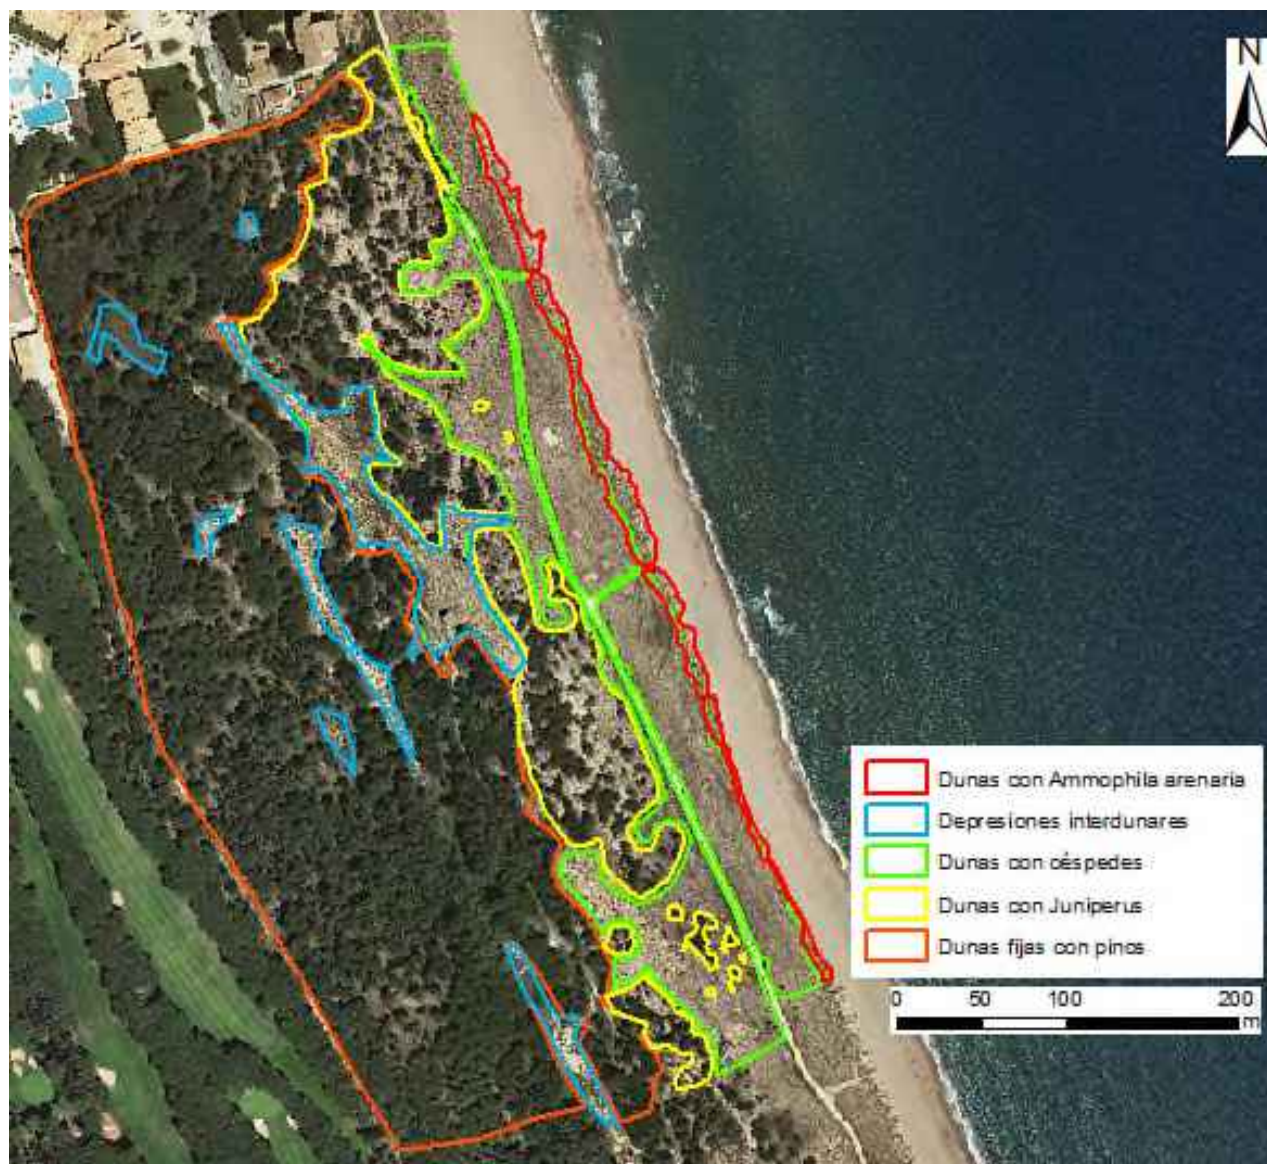 N
Dunas con Ammophila arenaria
Depresiones interdunares
Dunas con céspedes
Dunas con Juniperus
Dunas fijas con pinos
0 50 100 200
m